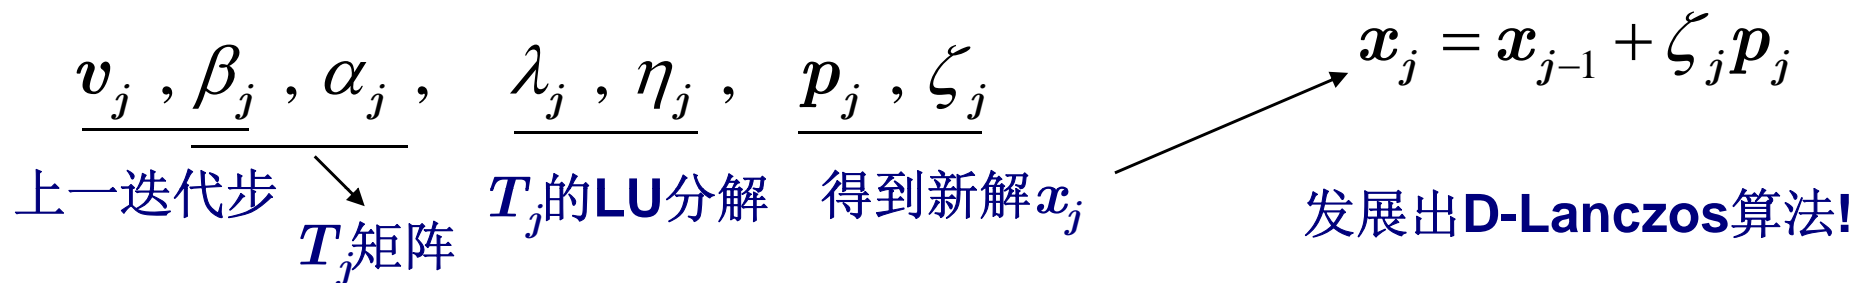 v_j , β_j , α_j , λ_j , η_j , p_j , ζ_j
x_j = x_{j−1} + ζ_j p_j
上一迭代步
T_j矩阵
T_j的LU分解
得到新解x_j
发展出D-Lanczos算法!